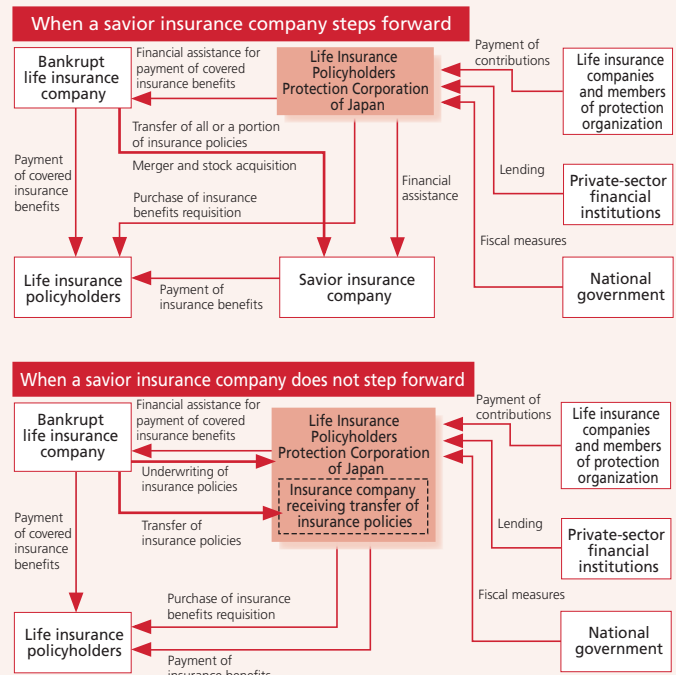 When a savior insurance company steps forward
Bankrupt
life insurance
company
Financial assistance for
payment of covered
insurance benefits
Life Insurance
Policyholders
Protection Corporation
of Japan
Payment of
contributions
Life insurance
companies
and members
of protection
organization
Transfer of all or a portion
of insurance policies
Merger and stock acquisition
Payment
of covered
insurance
benefits
Purchase of insurance
benefits requisition
Financial
assistance
Lending
Private-sector
financial
institutions
Fiscal measures
Life insurance
policyholders
Payment of
insurance benefits
Savior insurance
company
National
government
When a savior insurance company does not step forward
Bankrupt
life insurance
company
Financial assistance for
payment of covered
insurance benefits
Life Insurance
Policyholders
Protection Corporation
of Japan
Insurance company
receiving transfer of
insurance policies
Payment of
contributions
Life insurance
companies
and members
of protection
organization
Underwriting of
insurance policies
Payment
of covered
insurance
benefits
Transfer of
insurance policies
Lending
Private-sector
financial
institutions
Purchase of insurance
benefits requisition
Fiscal measures
Life insurance
policyholders
Payment of
insurance benefits
National
government